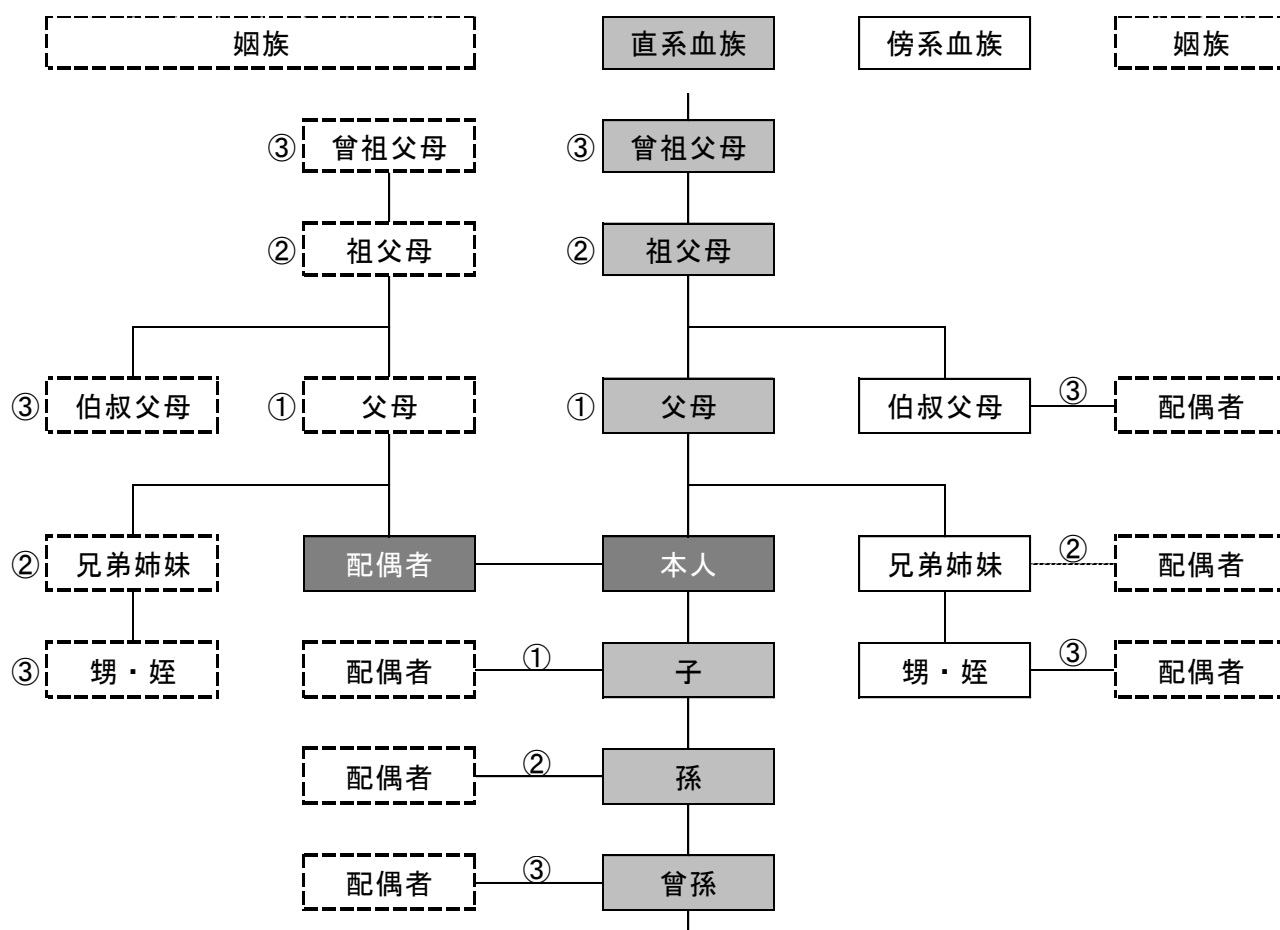 姻族 直系血族 傍系血族 姻族
③ 曾祖父母 ③ 曾祖父母
② 祖父母 ② 祖父母
③ 伯叔父母 ① 父母 ① 父母 伯叔父母 ③ 配偶者
② 兄弟姉妹 配偶者 本人 兄弟姉妹 ② 配偶者
③ 甥・姪 配偶者 ① 子 甥・姪 ③ 配偶者
配偶者 ② 孫
配偶者 ③ 曾孫